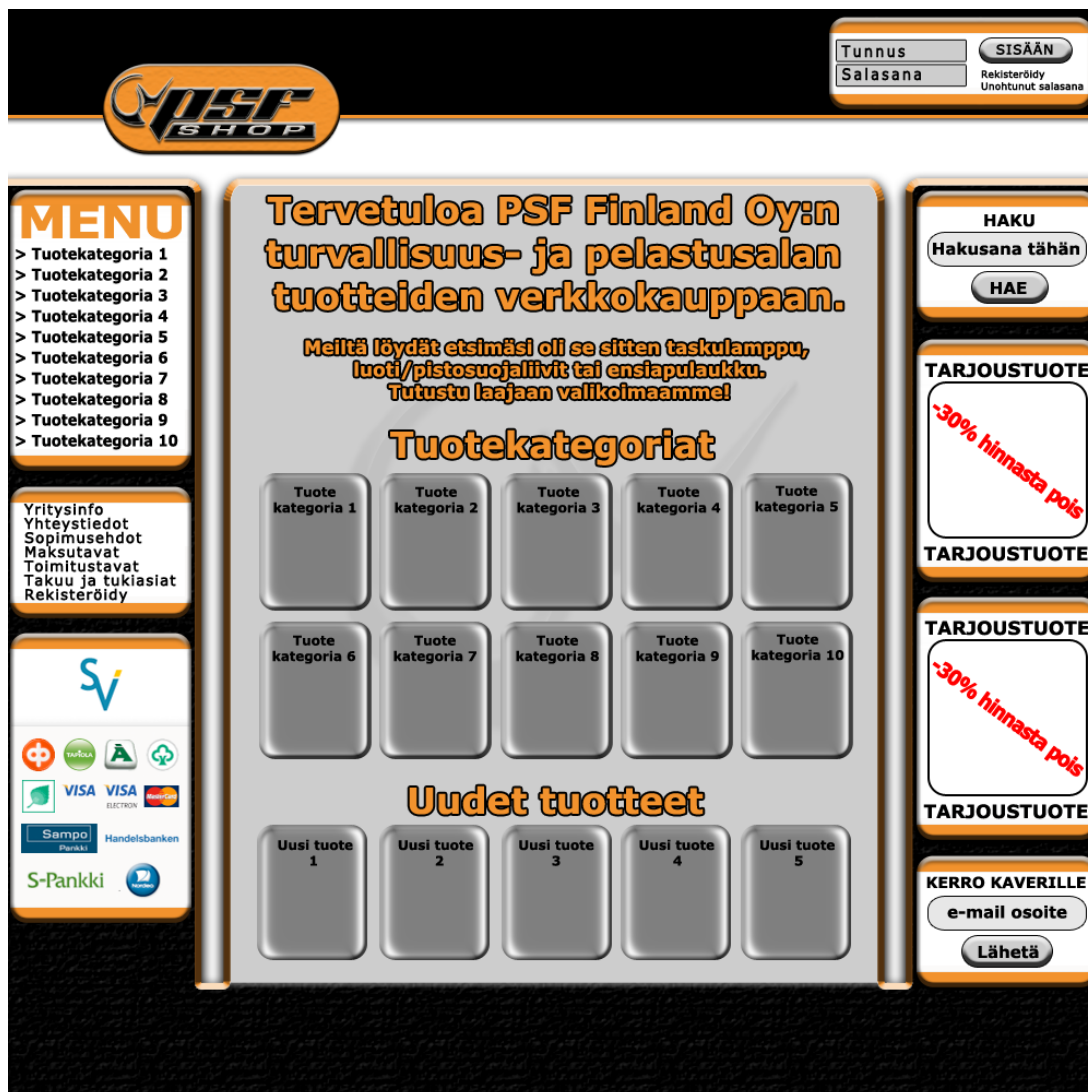 Tunnus
SISÄÄN
Salasana
Rekisteröidy
Unohtunut salasana
PSF
SHOP
MENU
> Tuotekategoria 1
> Tuotekategoria 2
> Tuotekategoria 3
> Tuotekategoria 4
> Tuotekategoria 5
> Tuotekategoria 6
> Tuotekategoria 7
> Tuotekategoria 8
> Tuotekategoria 9
> Tuotekategoria 10
Yritysinfo
Yhteystiedot
Sopimusehdot
Maksutavat
Toimitustavat
Takuu ja tukiasiat
Rekisteröidy
SV
TAPIOLA
VISA
VISA
ELECTRON
MasterCard
Sampo
Pankki
Handelsbanken
S-Pankki
Nordea
Tervetuloa PSF Finland Oy:n
turvallisuus- ja pelastusalan
tuotteiden verkkokauppaan.
Meiltä löydät etsimäsi oli se sitten taskulamppu,
luoti/pistosuojaliivit tai ensiapulaukku.
Tutustu laajaan valikoimaamme!
Tuotekategoriat
Tuote
kategoria 1
Tuote
kategoria 2
Tuote
kategoria 3
Tuote
kategoria 4
Tuote
kategoria 5
Tuote
kategoria 6
Tuote
kategoria 7
Tuote
kategoria 8
Tuote
kategoria 9
Tuote
kategoria 10
Uudet tuotteet
Uusi tuote
1
Uusi tuote
2
Uusi tuote
3
Uusi tuote
4
Uusi tuote
5
HAKU
Hakusana tähän
HAE
TARJOUSTUOTE
-30% hinnasta pois
TARJOUSTUOTE
TARJOUSTUOTE
-30% hinnasta pois
TARJOUSTUOTE
KERRO KAVERILLE
e-mail osoite
Lähetä